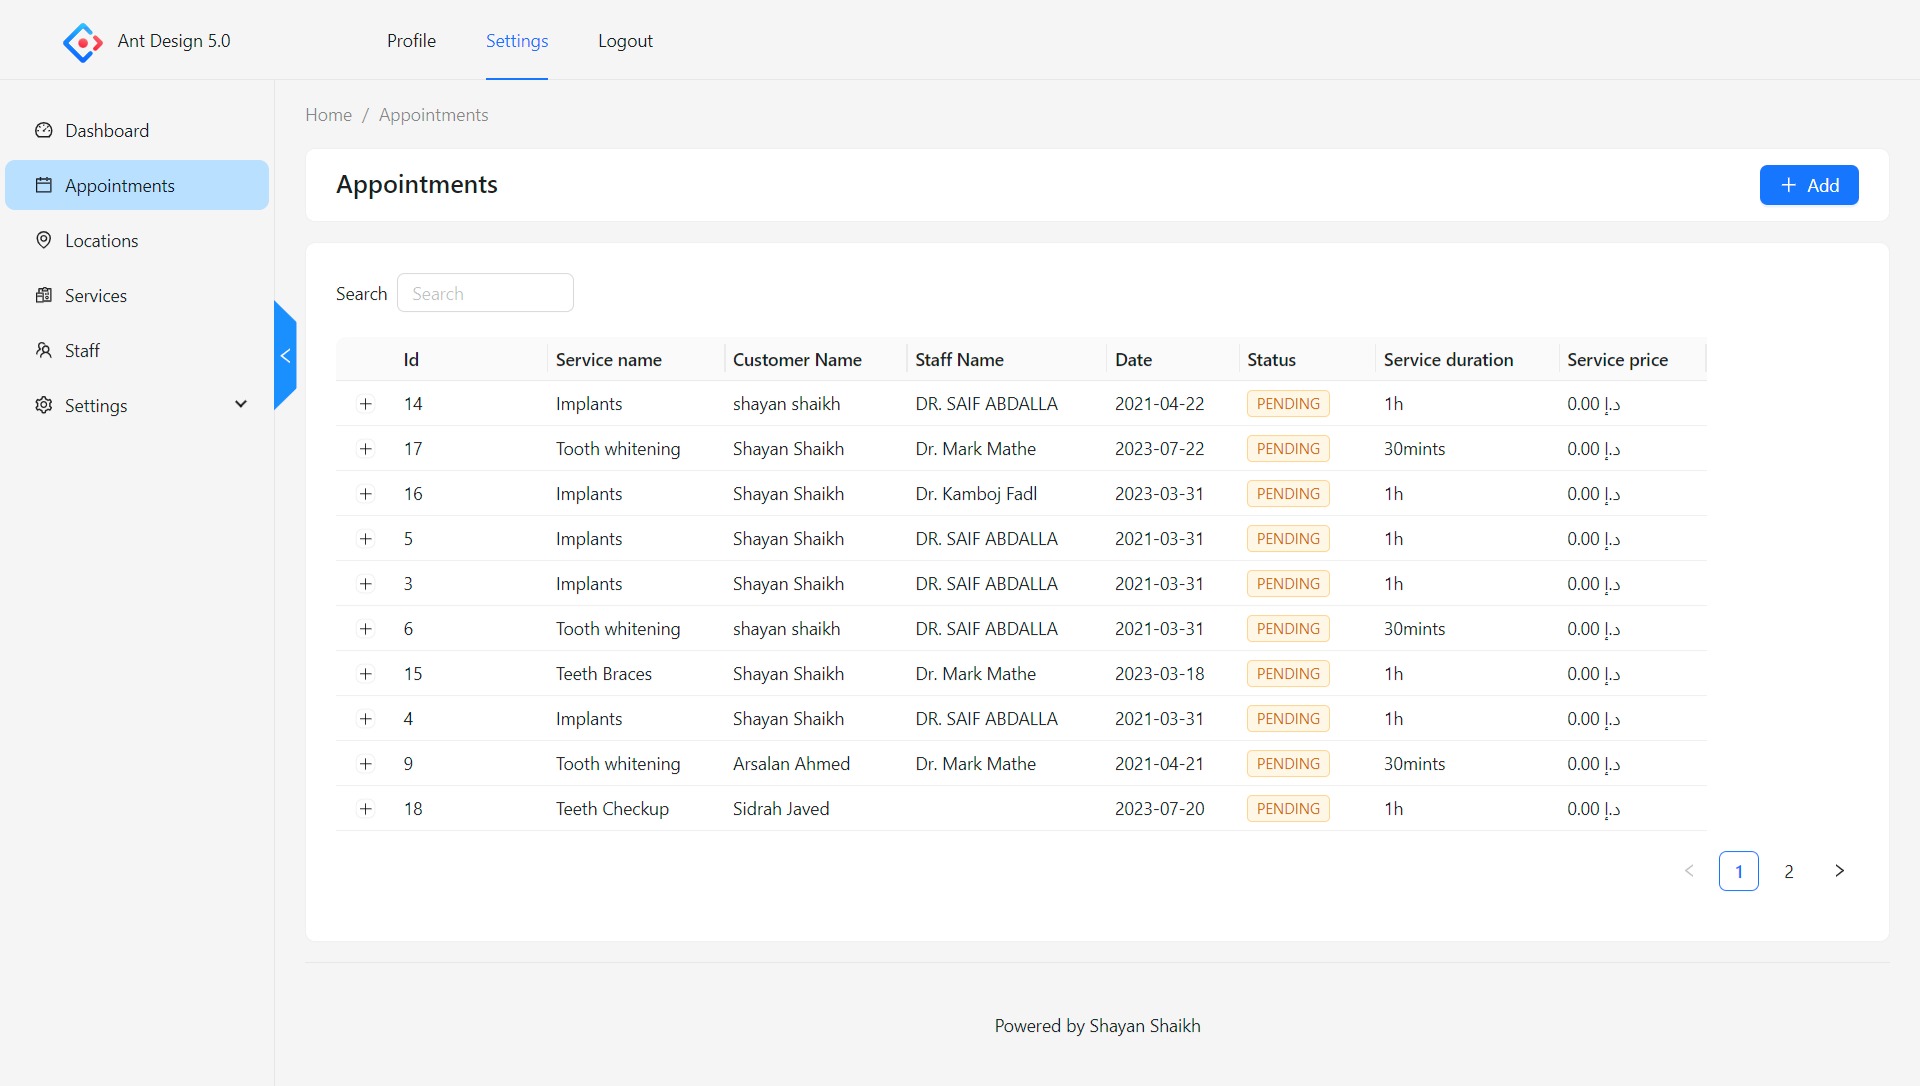 Ant Design 5.0
Profile Settings Logout
Dashboard
Appointments
Locations
Services
Staff
Settings
Home / Appointments
Appointments
+ Add
Search Search
Id Service name Customer Name Staff Name Date Status Service duration Service price
14 Implants shayan shaikh DR. SAIF ABDALLA 2021-04-22 PENDING 1h 0.00 د.إ
17 Tooth whitening Shayan Shaikh Dr. Mark Mathe 2023-07-22 PENDING 30mints 0.00 د.إ
16 Implants Shayan Shaikh Dr. Kamboj Fadl 2023-03-31 PENDING 1h 0.00 د.إ
5 Implants Shayan Shaikh DR. SAIF ABDALLA 2021-03-31 PENDING 1h 0.00 د.إ
3 Implants Shayan Shaikh DR. SAIF ABDALLA 2021-03-31 PENDING 1h 0.00 د.إ
6 Tooth whitening shayan shaikh DR. SAIF ABDALLA 2021-03-31 PENDING 30mints 0.00 د.إ
15 Teeth Braces Shayan Shaikh Dr. Mark Mathe 2023-03-18 PENDING 1h 0.00 د.إ
4 Implants Shayan Shaikh DR. SAIF ABDALLA 2021-03-31 PENDING 1h 0.00 د.إ
9 Tooth whitening Arsalan Ahmed Dr. Mark Mathe 2021-04-21 PENDING 30mints 0.00 د.إ
18 Teeth Checkup Sidrah Javed 2023-07-20 PENDING 1h 0.00 د.إ
< 1 2 >
Powered by Shayan Shaikh